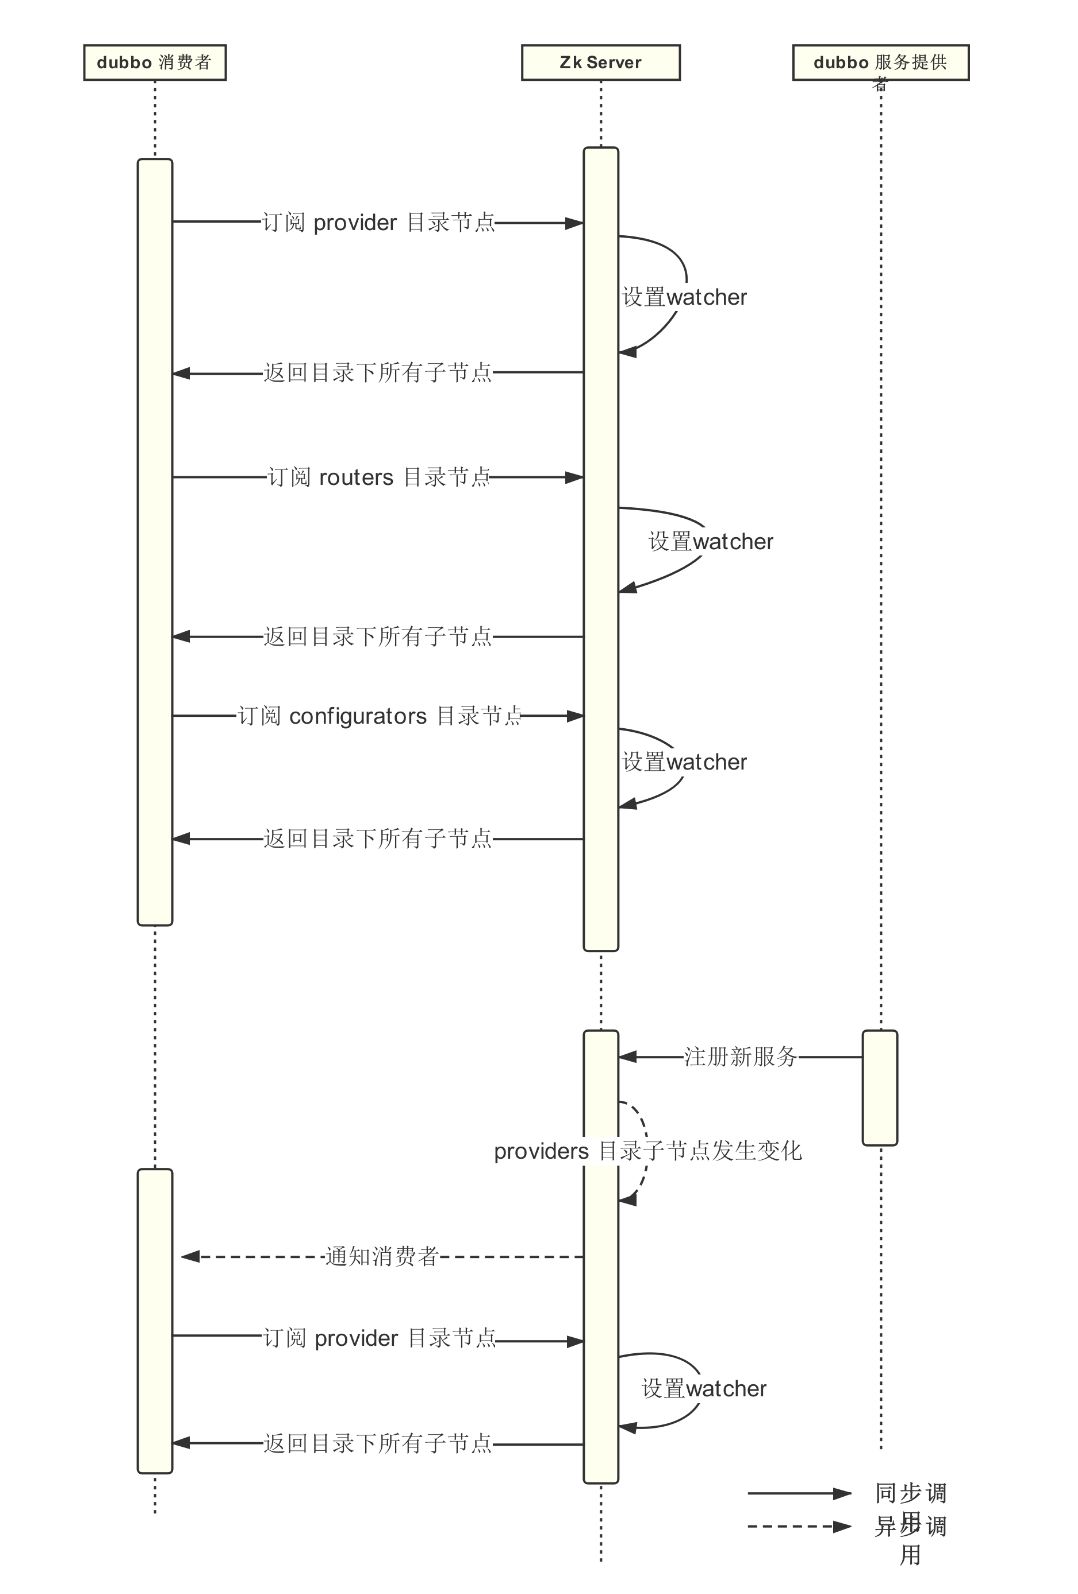 dubbo 消费者
Zk Server
dubbo 服务提供
者
订阅 provider 目录节点
设置watcher
返回目录下所有子节点
订阅 routers 目录节点
设置watcher
返回目录下所有子节点
订阅 configurators 目录节点
设置watcher
返回目录下所有子节点
注册新服务
providers 目录子节点发生变化
通知消费者
订阅 provider 目录节点
设置watcher
返回目录下所有子节点
同步调
用
异步调
用